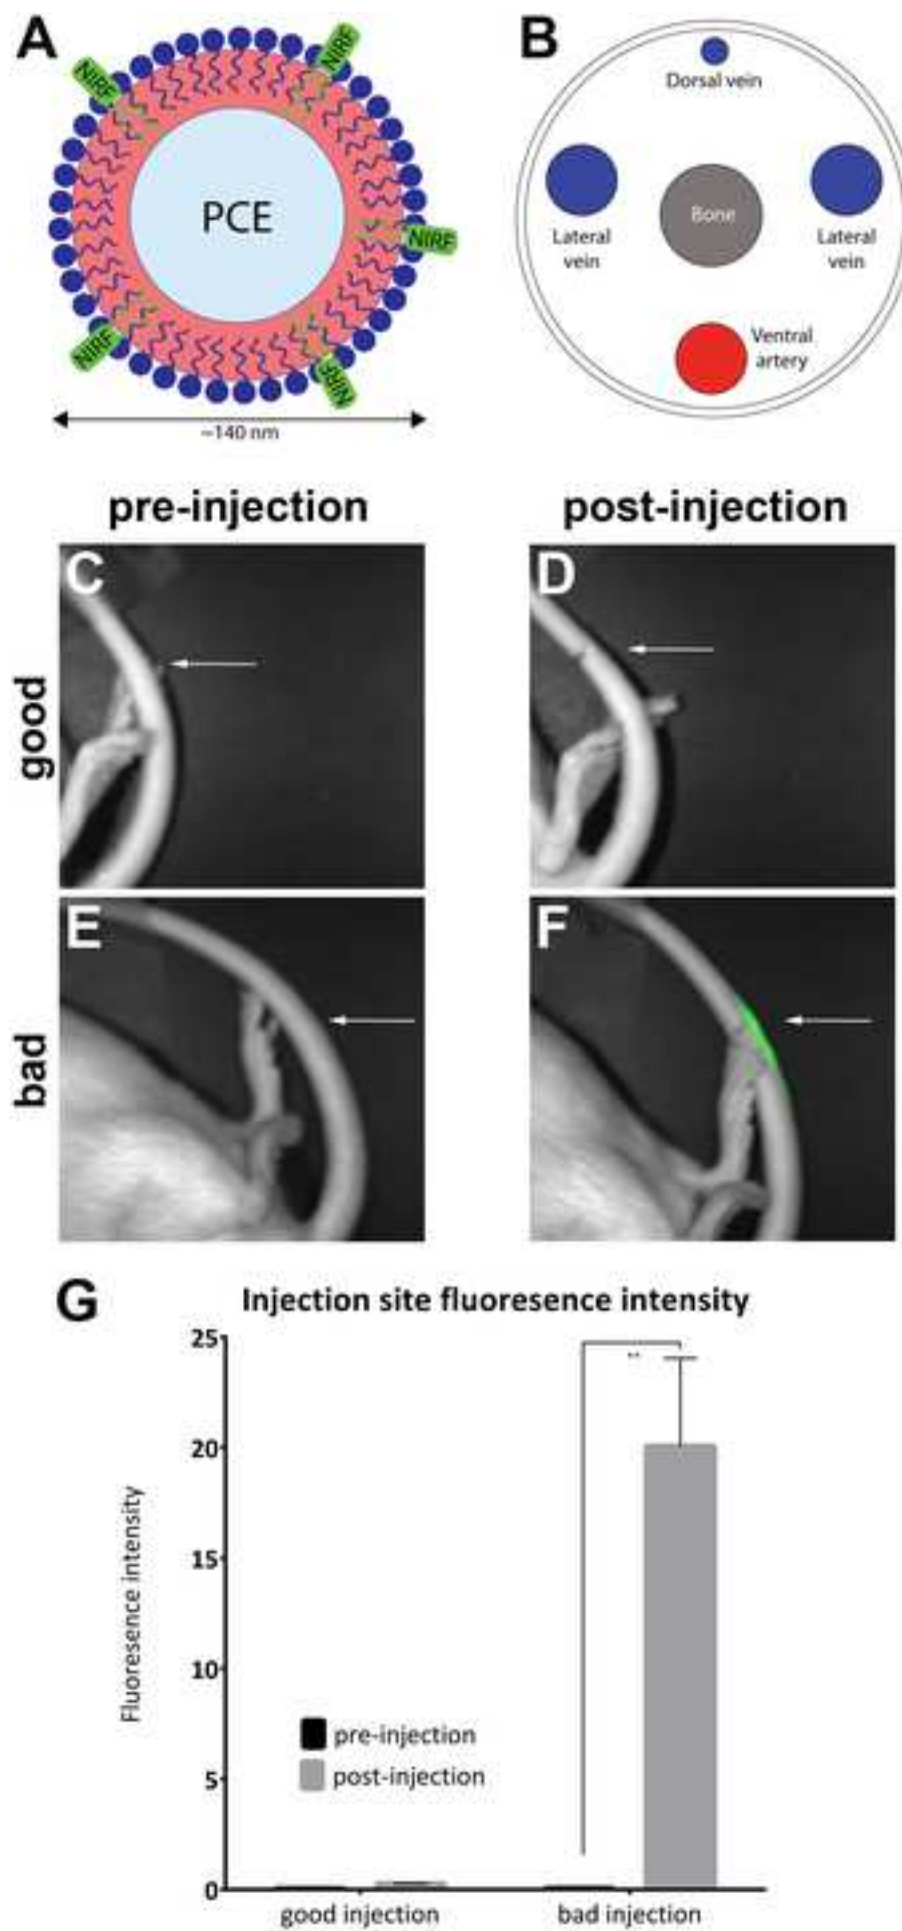 A
NIRF
NIRF
PCE
NIRF
NIRF
NIRF
~140 nm
B
Dorsal vein
Bone
Lateral
vein
Lateral
vein
Ventral
artery
pre-injection
post-injection
good
C
D
bad
E
F
G
Injection site fluoresence intensity
Fluoresence intensity
25
20
15
10
5
0
**
pre-injection
post-injection
good injection
bad injection